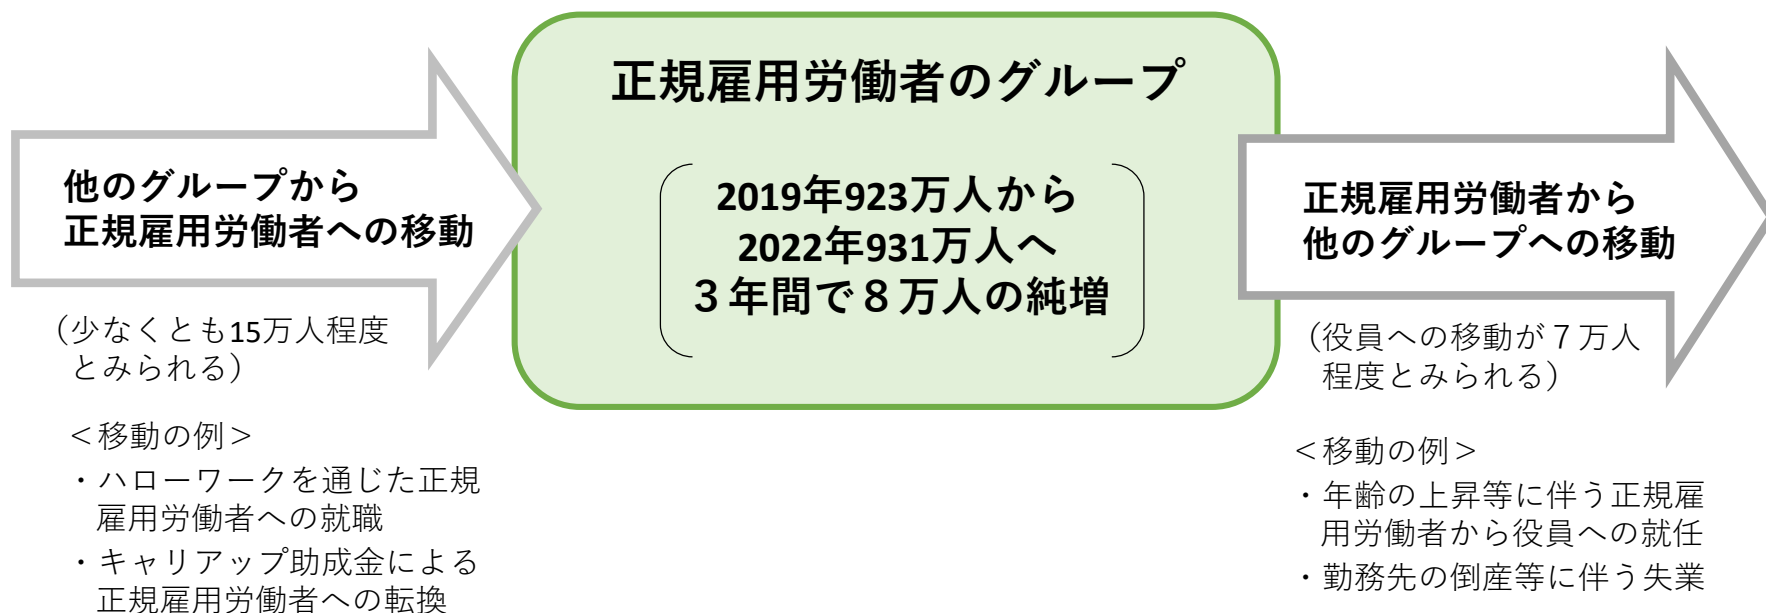 正規雇用労働者のグループ
2019年923万人から
2022年931万人へ
３年間で８万人の純増
他のグループから
正規雇用労働者への移動
（少なくとも15万人程度
とみられる）
＜移動の例＞
・ハローワークを通じた正規
雇用労働者への就職
・キャリアップ助成金による
正規雇用労働者への転換
正規雇用労働者から
他のグループへの移動
（役員への移動が７万人
程度とみられる）
＜移動の例＞
・年齢の上昇等に伴う正規雇
用労働者から役員への就任
・勤務先の倒産等に伴う失業